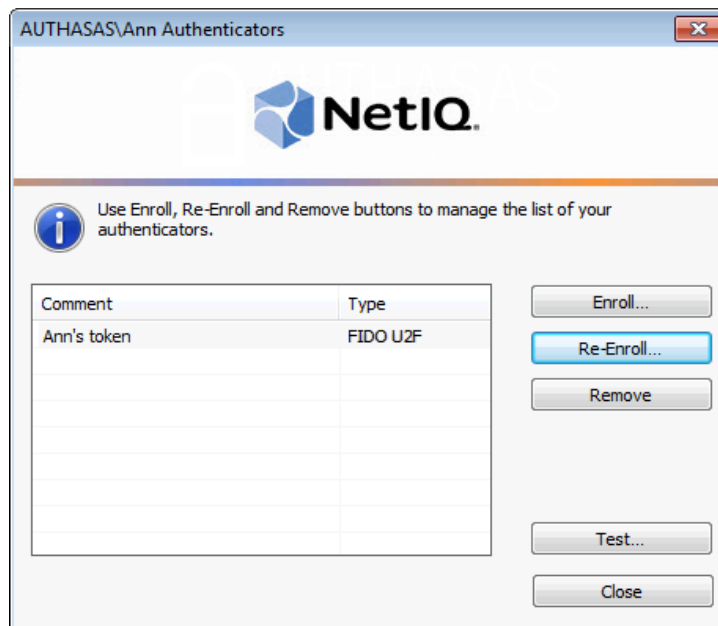 AUTHASAS\Ann Authenticators
NetIQ.
Use Enroll, Re-Enroll and Remove buttons to manage the list of your
authenticators.
Comment Type
Ann's token FIDO U2F
Enroll...
Re-Enroll...
Remove
Test...
Close